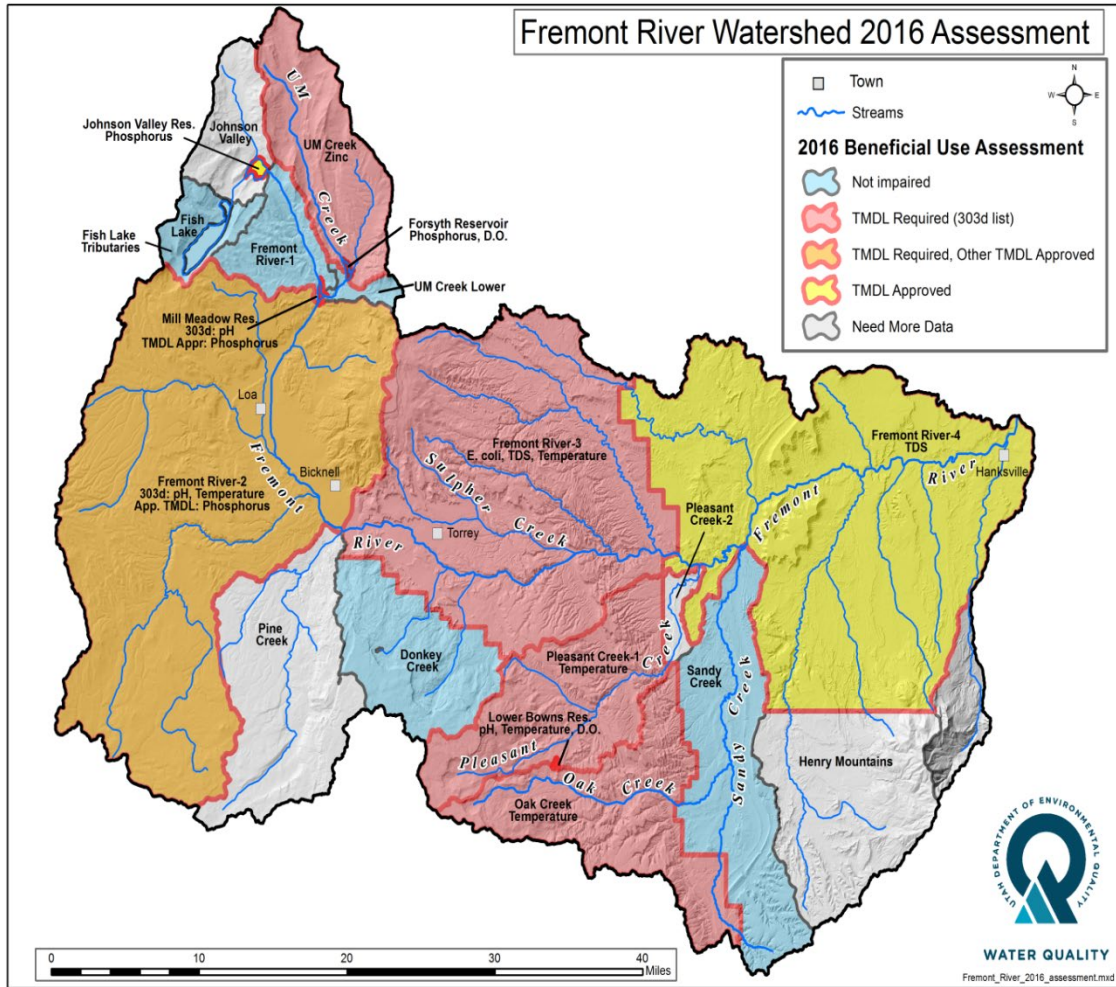 Fremont River Watershed 2016 Assessment
Town
Streams
N
W
E
S
2016 Beneficial Use Assessment
Not impaired
TMDL Required (303d list)
TMDL Required, Other TMDL Approved
TMDL Approved
Need More Data
UM
Creek
Johnson Valley Res.
Phosphorus
Johnson
Valley
UM Creek
Zinc
Fish
Lake
Fish Lake
Tributaries
Fremont
River-1
Forsyth Reservoir
Phosphorus, D.O.
UM Creek Lower
Mill Meadow Res.
303d: pH
TMDL Appr: Phosphorus
Loa
Fremont
Bicknell
Fremont River-2
303d: pH, Temperature
App. TMDL: Phosphorus
River
Torrey
Fremont River-3
E. coli, TDS, Temperature
Sulpher
Creek
Fremont River-4
TDS
Hanksville
Fremont
River
Pleasant
Creek-2
Pine
Creek
Donkey
Creek
Pleasant Creek-1
Temperature
Creek
Sandy
Creek
Creek
Sandy
Lower Bowns Res.
pH, Temperature, D.O.
Pleasant
Oak
Creek
Oak Creek
Temperature
Henry Mountains
0
10
20
30
40
Miles
UTAH DEPARTMENT OF ENVIRONMENTAL QUALITY
WATER QUALITY
Fremont_River_2016_assessment.mxd